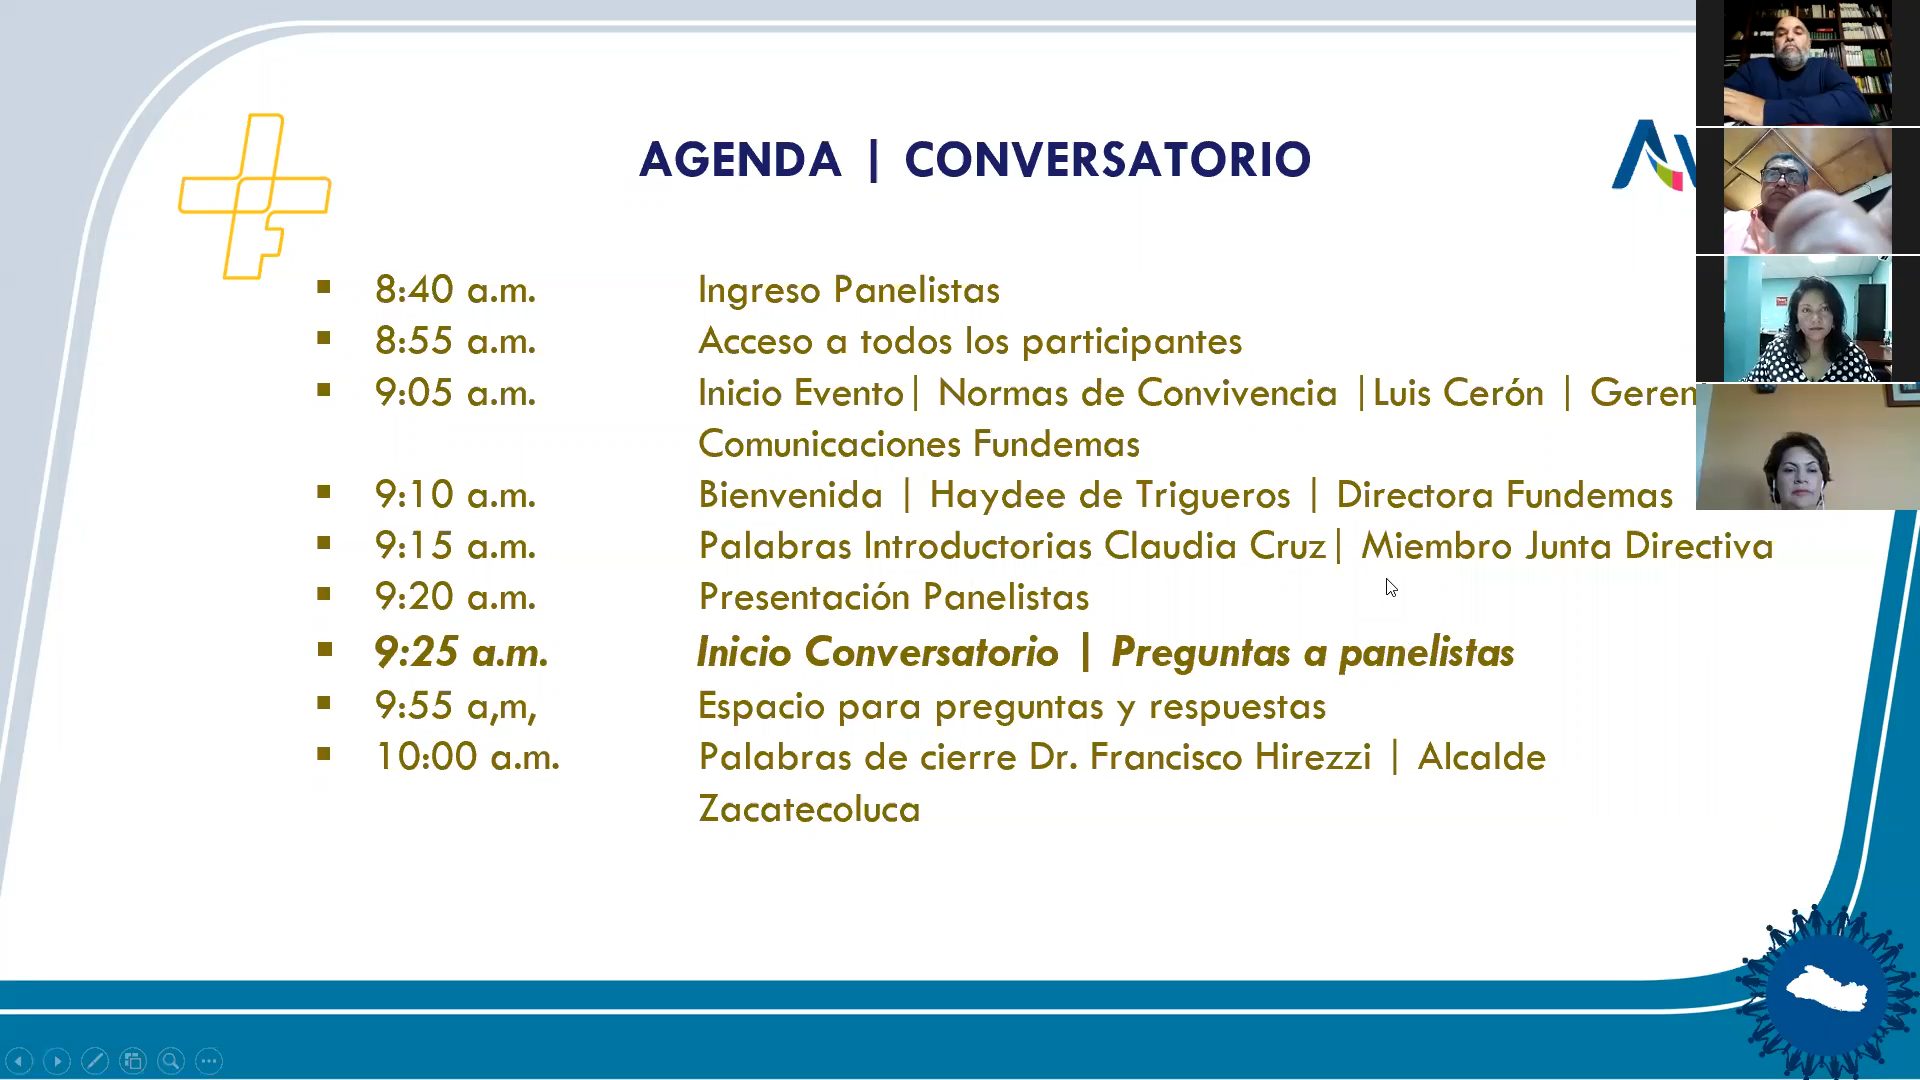 AGENDA | CONVERSATORIO
8:40 a.m. Ingreso Panelistas
8:55 a.m. Acceso a todos los participantes
9:05 a.m. Inicio Evento| Normas de Convivencia |Luis Cerón | Geren
Comunicaciones Fundemas
9:10 a.m. Bienvenida | Haydee de Trigueros | Directora Fundemas
9:15 a.m. Palabras Introductorias Claudia Cruz| Miembro Junta Directiva
9:20 a.m. Presentación Panelistas
9:25 a.m. Inicio Conversatorio | Preguntas a panelistas
9:55 a,m, Espacio para preguntas y respuestas
10:00 a.m. Palabras de cierre Dr. Francisco Hirezzi | Alcalde
Zacatecoluca